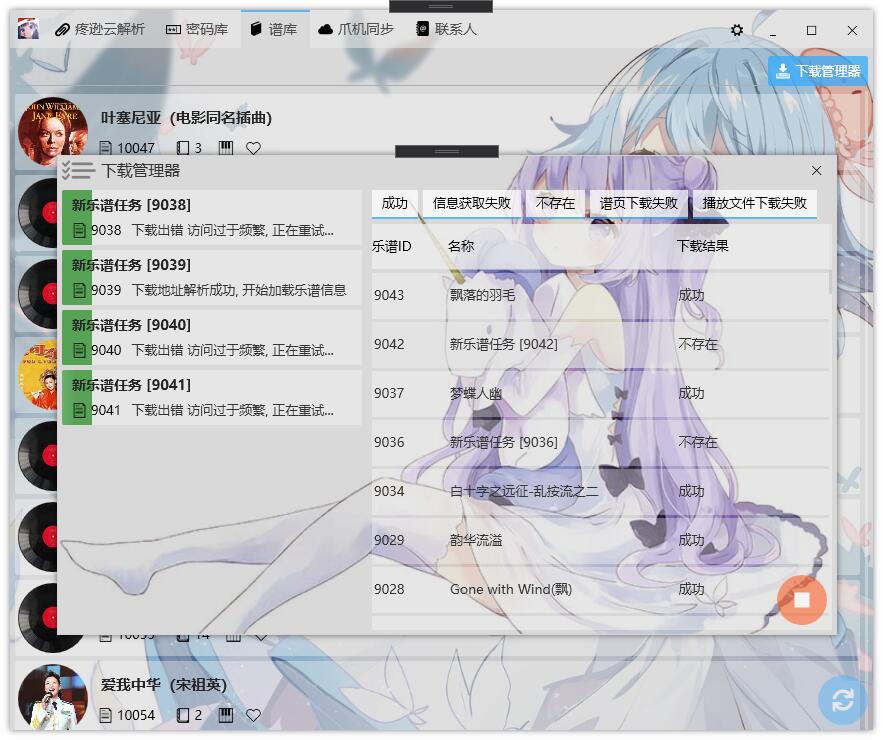 疼逊云解析 密码库 谱库 爪机同步 联系人
下载管理器
JOHN WILLIAMS
JANE EYRE
叶塞尼亚 (电影同名插曲)
10047 3
下载管理器
新乐谱任务 [9038]
9038 下载出错 访问过于频繁, 正在重试...
新乐谱任务 [9039]
9039 下载地址解析成功, 开始加载乐谱信息
新乐谱任务 [9040]
9040 下载出错 访问过于频繁, 正在重试...
新乐谱任务 [9041]
9041 下载出错 访问过于频繁, 正在重试...
成功 信息获取失败 不存在 谱页下载失败 播放文件下载失败
乐谱ID 名称 下载结果
9043 飘落的羽毛 成功
9042 新乐谱任务 [9042] 不存在
9037 梦蝶人幽 成功
9036 新乐谱任务 [9036] 不存在
9034 白十字之远征-乱按流之二 成功
9029 韵华流溢 成功
9028 Gone with Wind(飘) 成功
爱我中华 (宋祖英)
10054 2